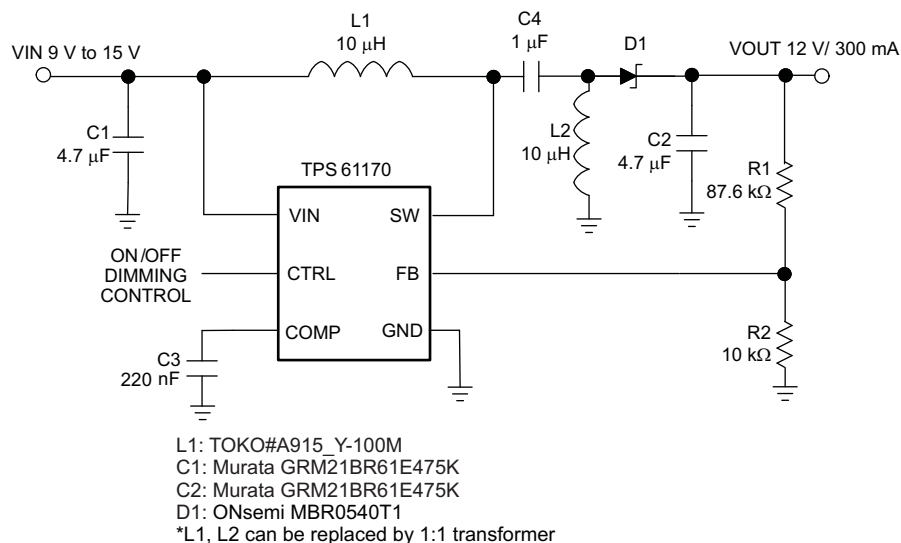 L1
10 μH
C4
1 μF
D1
VIN 9 V to 15 V
VOUT 12 V/ 300 mA
C1
4.7 μF
L2
10 μH
C2
4.7 μF
R1
87.6 kΩ
TPS61170
VIN
SW
ON/OFF
DIMMING
CONTROL
CTRL
FB
COMP
GND
C3
220 nF
R2
10 kΩ
L1: TOKO#A915_Y-100M
C1: Murata GRM21BR61E475K
C2: Murata GRM21BR61E475K
D1: ONsemi MBR0540T1
*L1, L2 can be replaced by 1:1 transformer